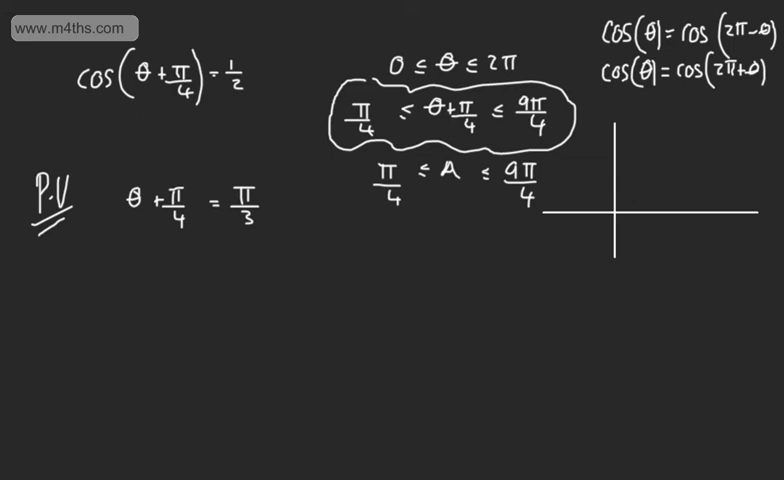 www.m4ths.com
cos(θ + π/4) = 1/2
0 ≤ θ ≤ 2π
π/4 ≤ θ + π/4 ≤ 9π/4
π/4 ≤ A ≤ 9π/4
cos(θ) = cos(2π - θ)
cos(θ) = cos(2π + θ)
P.V θ + π/4 = π/3